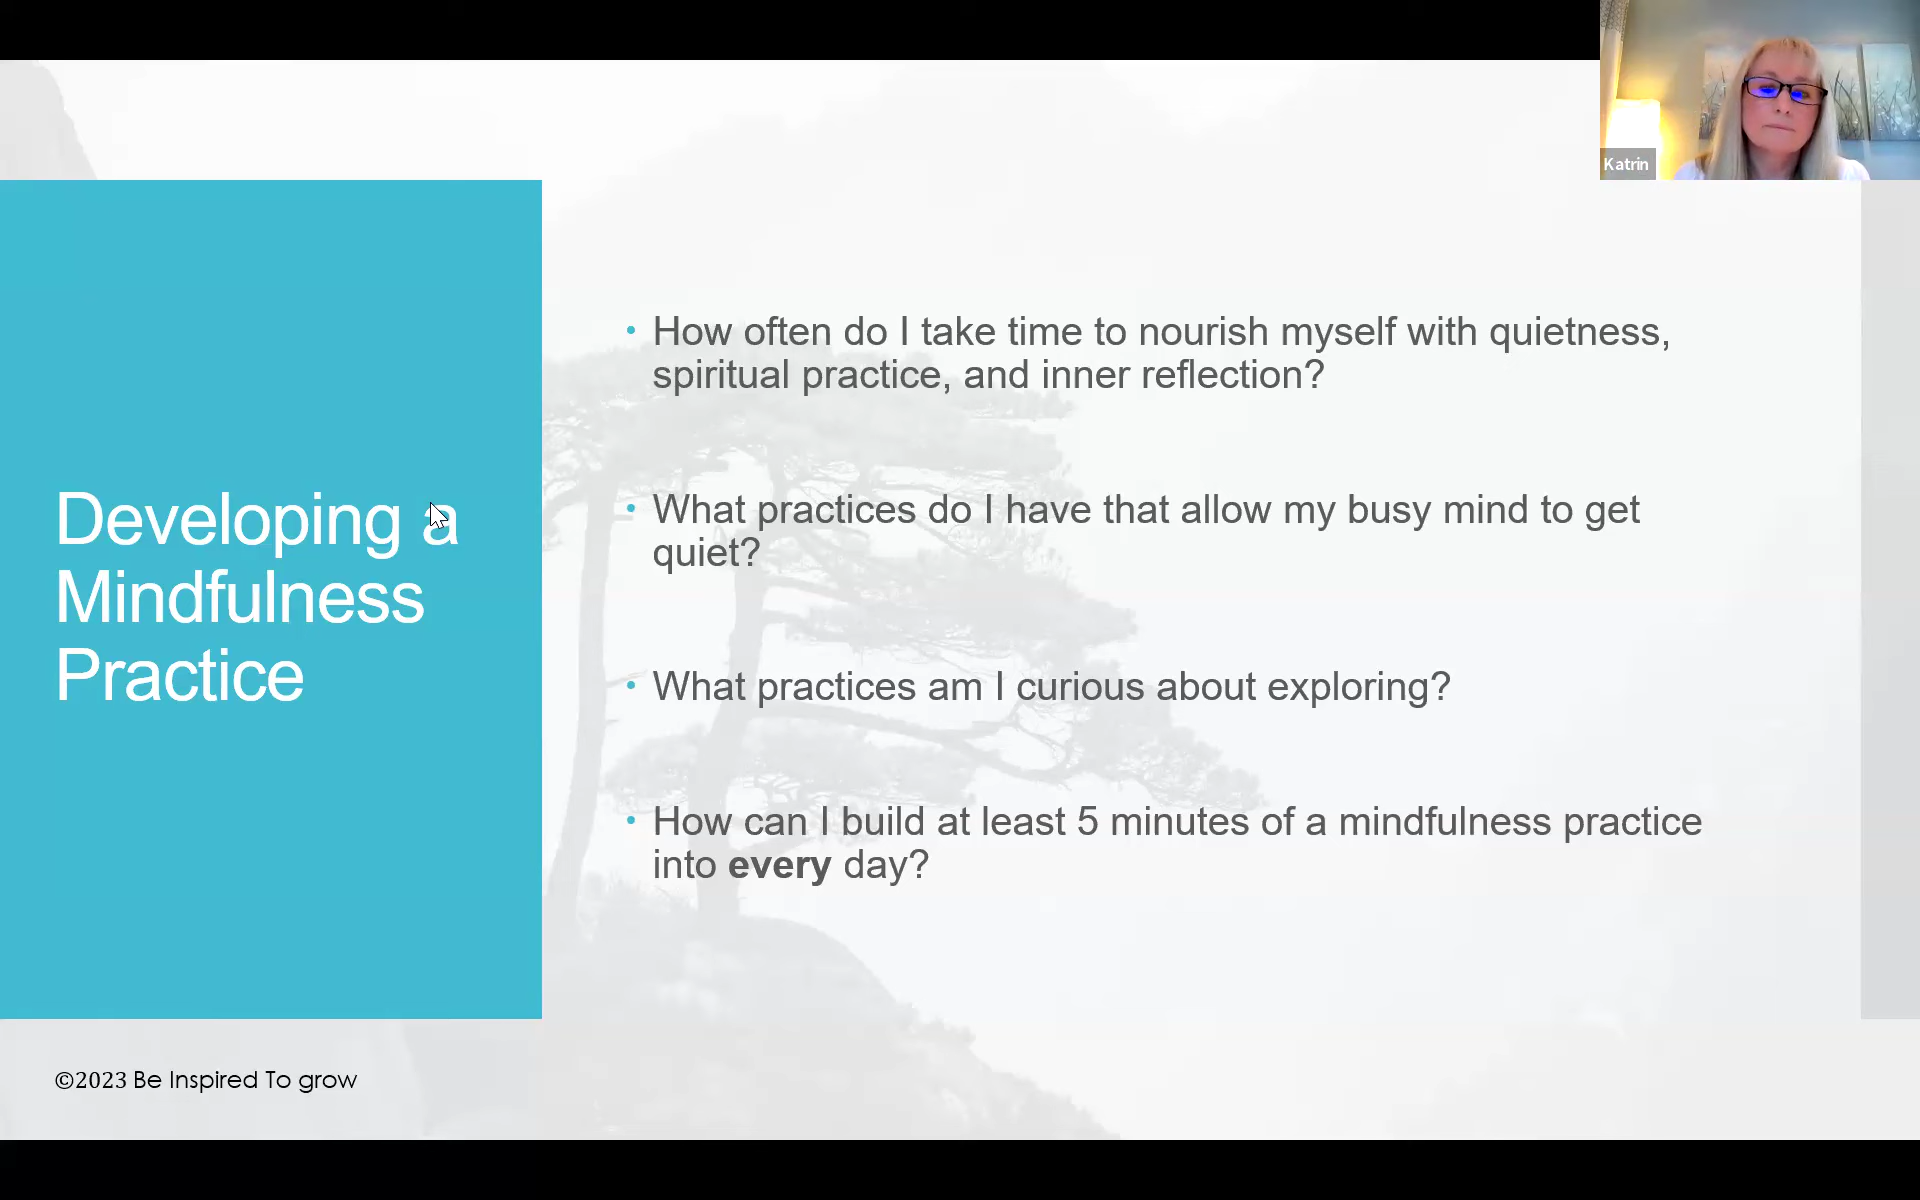 Katrin
Developing a
Mindfulness
Practice
• How often do I take time to nourish myself with quietness,
spiritual practice, and inner reflection?
• What practices do I have that allow my busy mind to get
quiet?
• What practices am I curious about exploring?
• How can I build at least 5 minutes of a mindfulness practice
into every day?
©2023 Be Inspired To grow